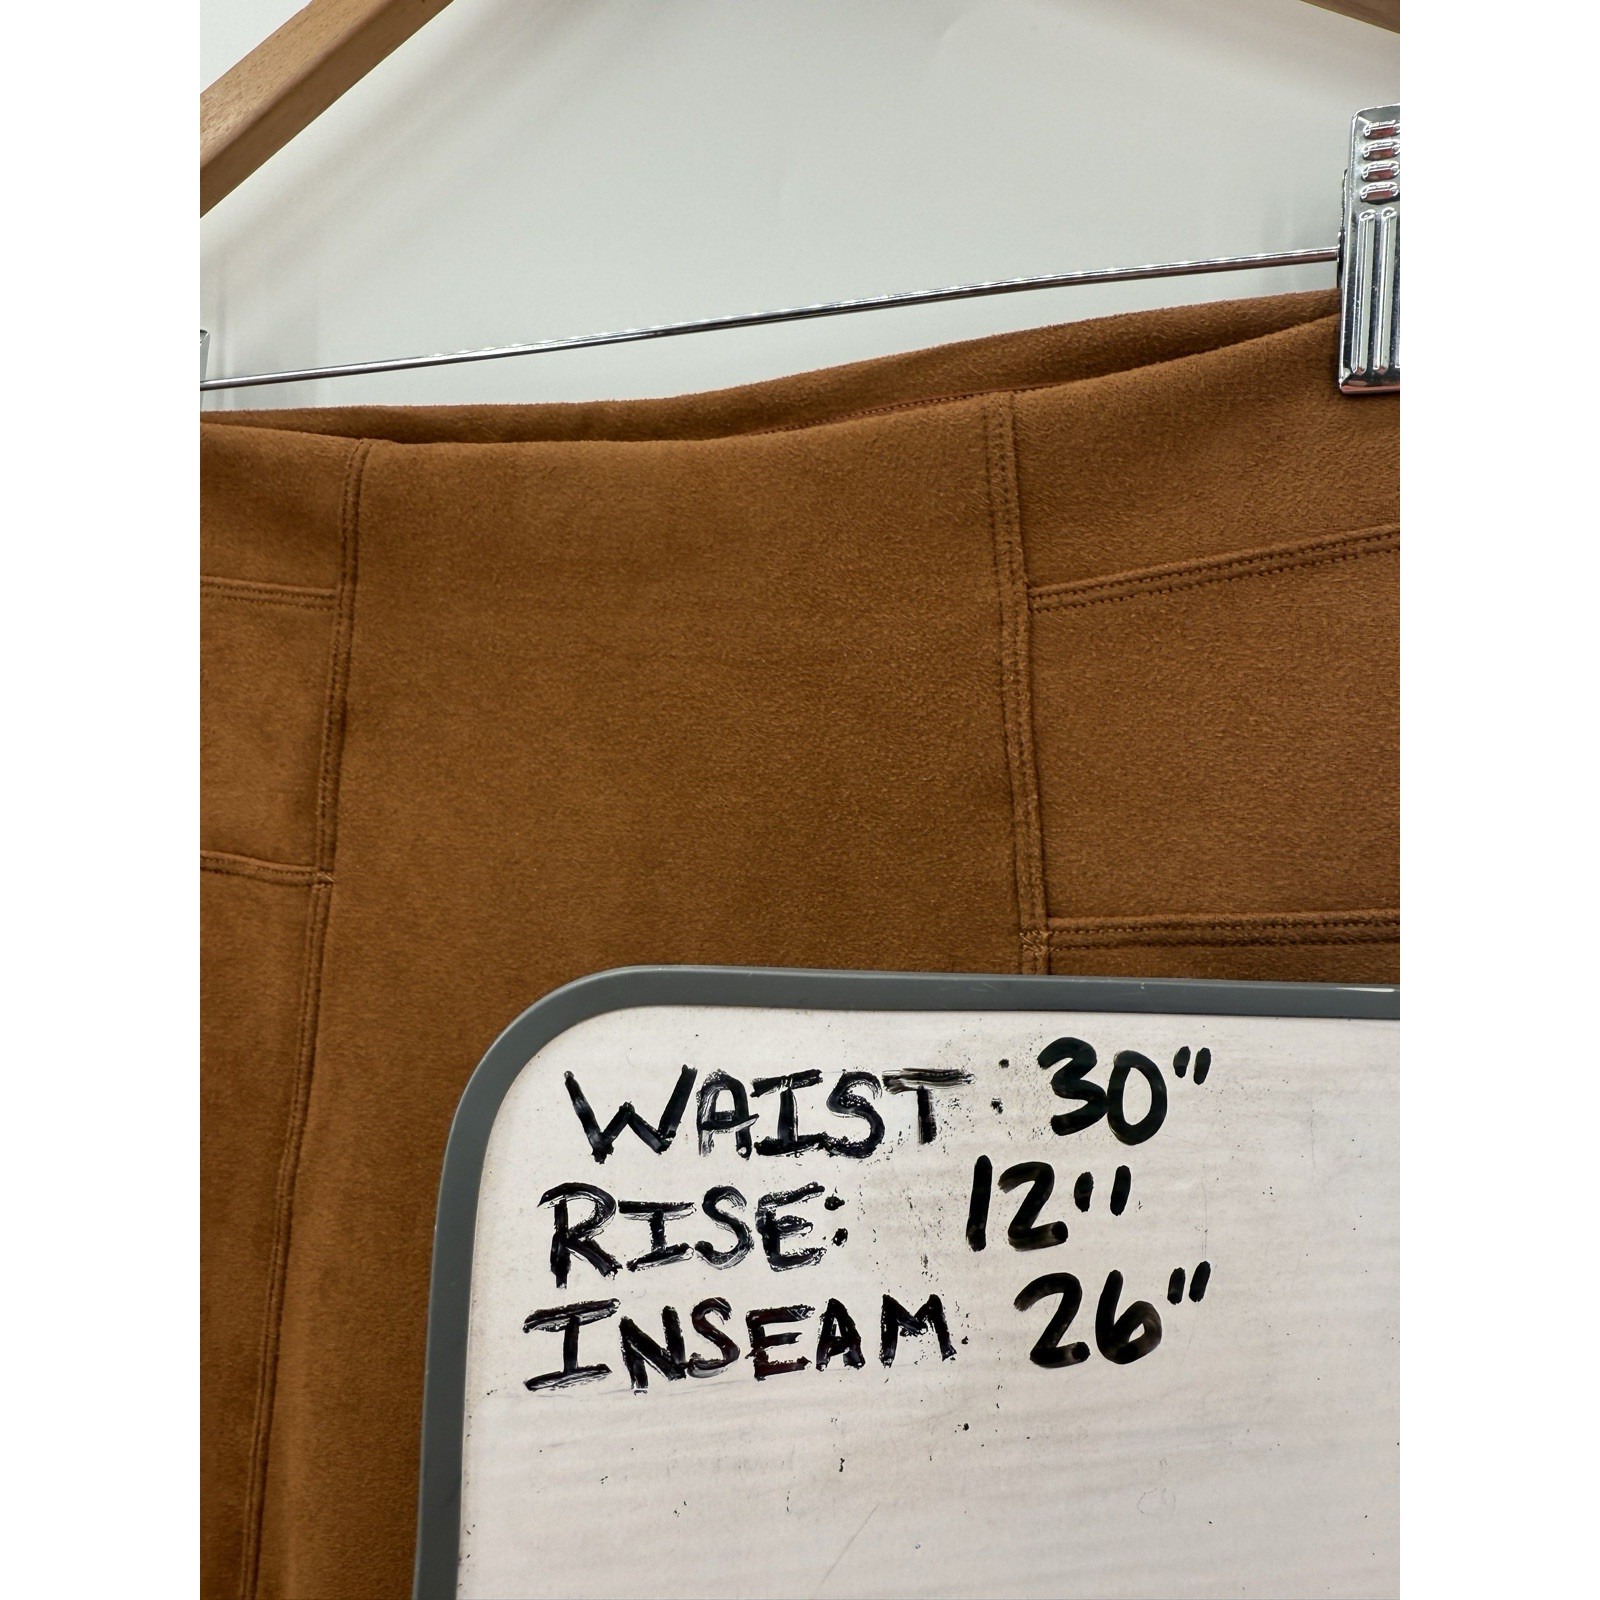 WAIST: 30"
RISE: 12"
INSEAM: 26"